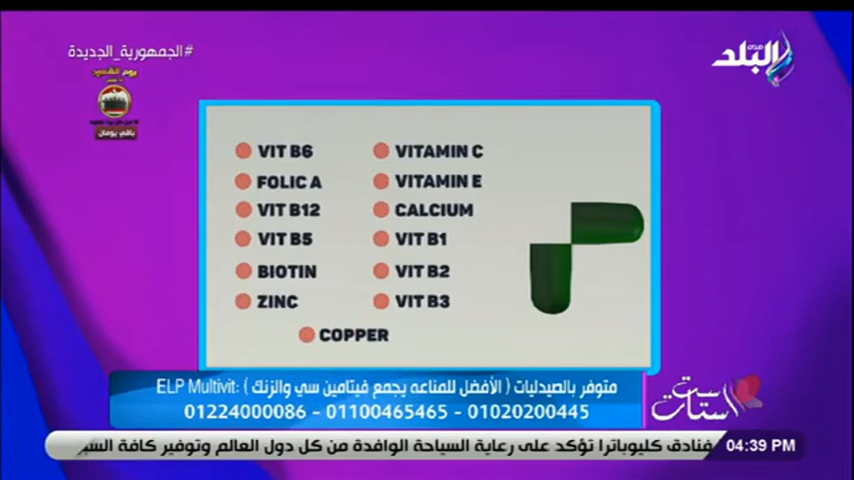 #الجمهورية_الجديدة
صدى البلد
باقي يومان
VIT B6
FOLIC A
VIT B12
VIT B5
BIOTIN
ZINC
VITAMIN C
VITAMIN E
CALCIUM
VIT B1
VIT B2
VIT B3
COPPER
متوفر بالصيدليات ( الأفضل للمناعه يجمع فيتامين سي والزنك ) :ELP Multivit
01224000086 - 01100465465 - 01020200445
ست الستات
فنادق كليوباترا تؤكد على رعاية السياحة الوافدة من كل دول العالم وتوفير كافة
04:39 PM